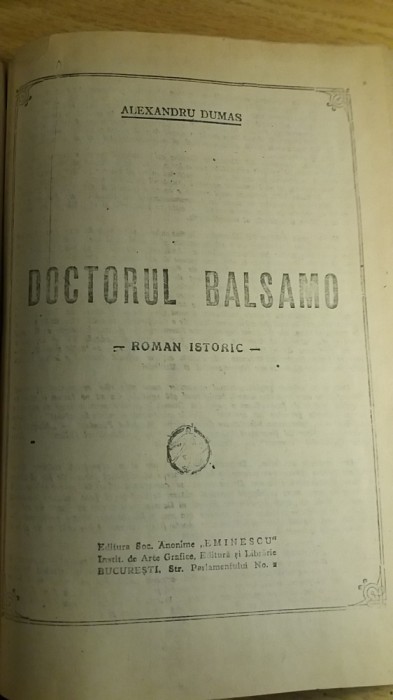 ALEXANDRU DUMAS
DOCTORUL BALSAMO
— ROMAN ISTORIC —
Editura Soc. Anonime „EMINESCU"
Instit. de Arte Grafice, Editură și Librărie
BUCUREȘTI, Str. Parlamentului No. 2